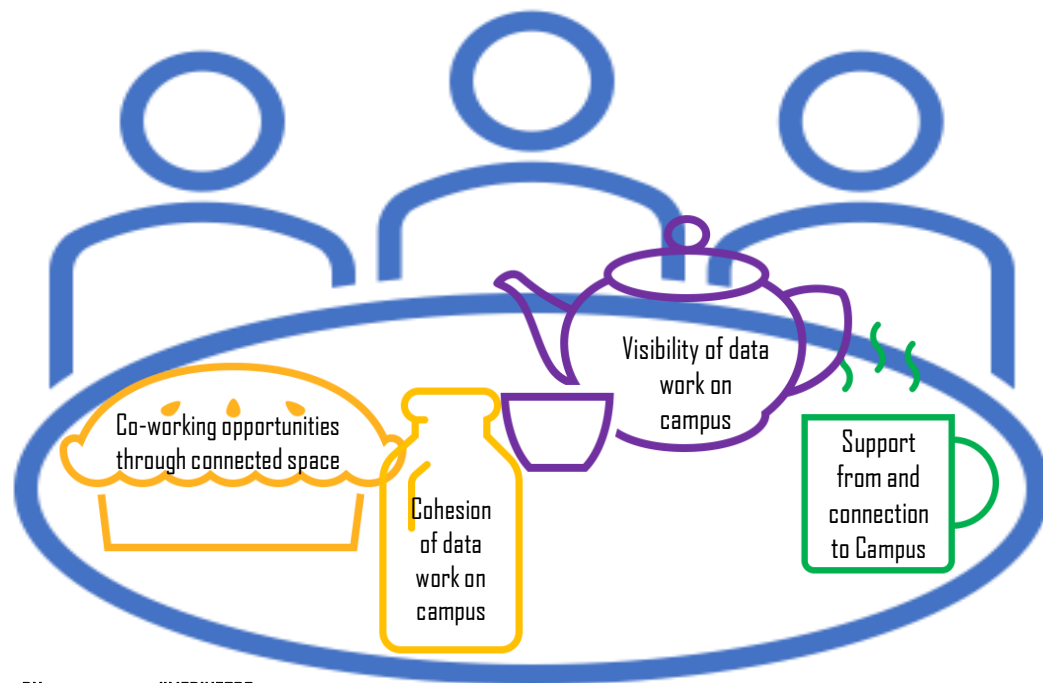 Visibility of data
work on
campus
Co-working opportunities
through connected space
Support
from and
connection
to Campus
Cohesion
of data
work on
campus